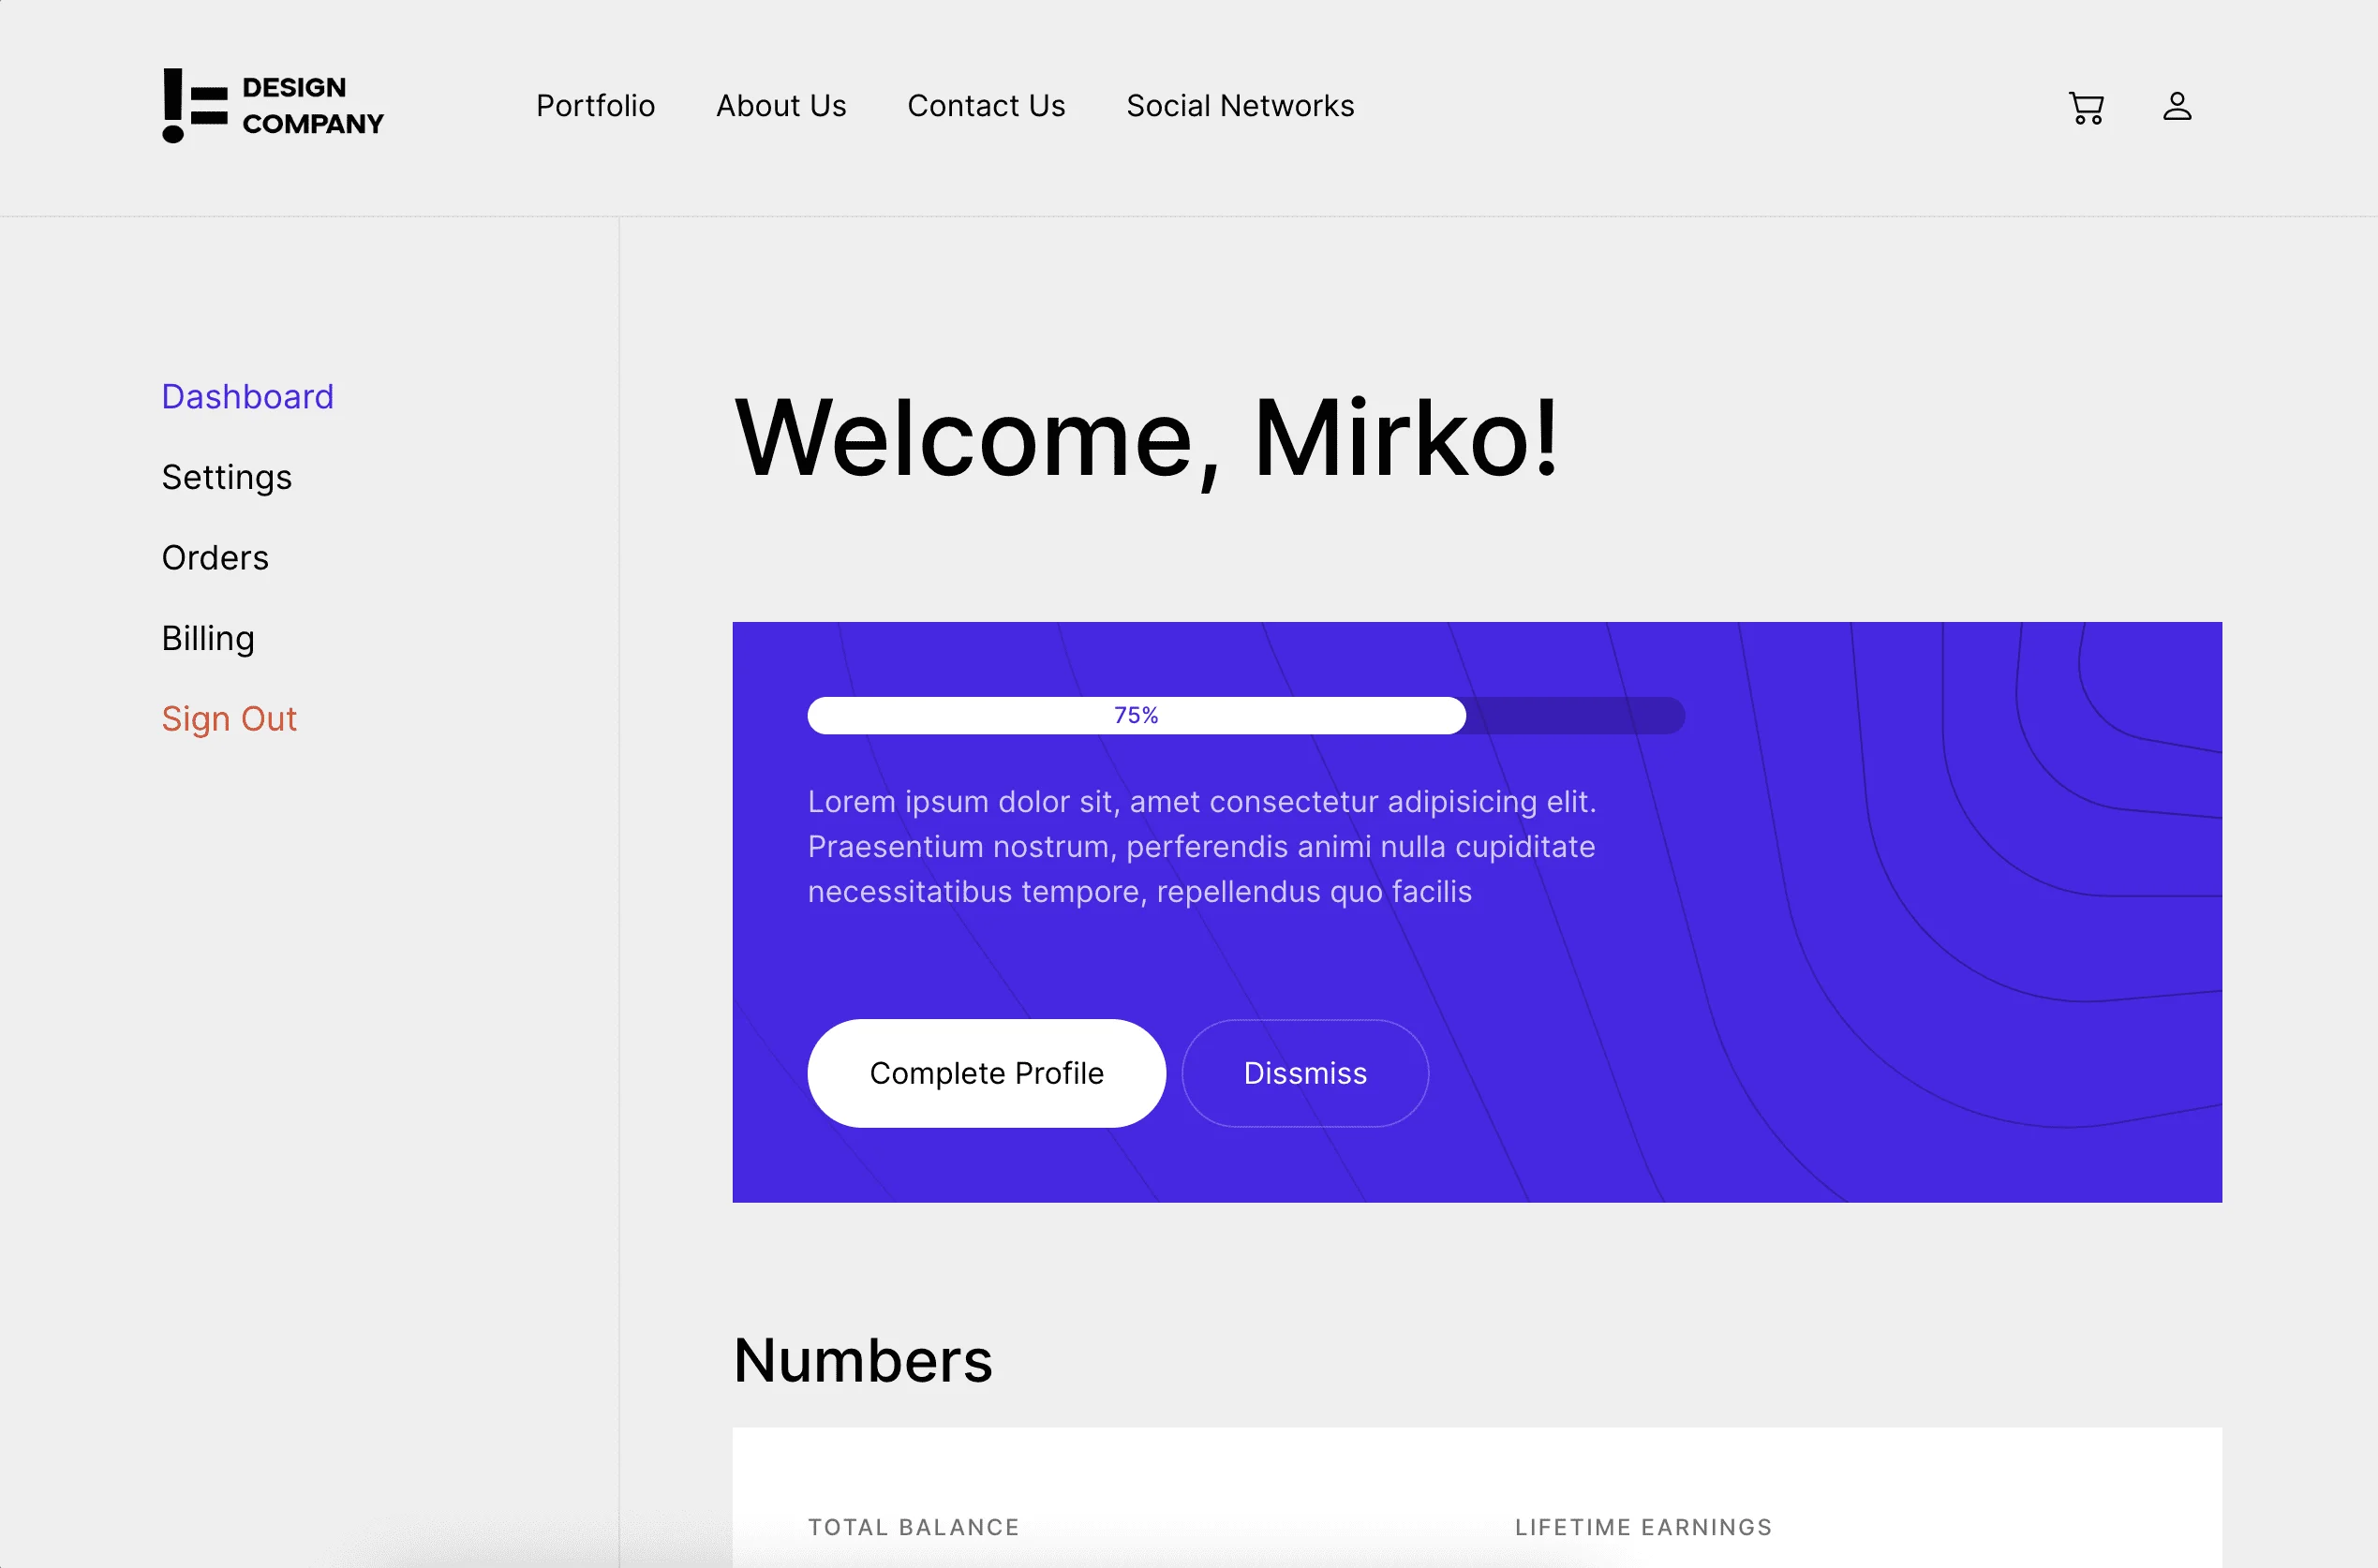 DESIGN
COMPANY
Portfolio
About Us
Contact Us
Social Networks
Dashboard
Settings
Orders
Billing
Sign Out
Welcome, Mirko!
75%
Lorem ipsum dolor sit, amet consectetur adipisicing elit.
Praesentium nostrum, perferendis animi nulla cupiditate
necessitatibus tempore, repellendus quo facilis
Complete Profile
Dissmiss
Numbers
TOTAL BALANCE
LIFETIME EARNINGS